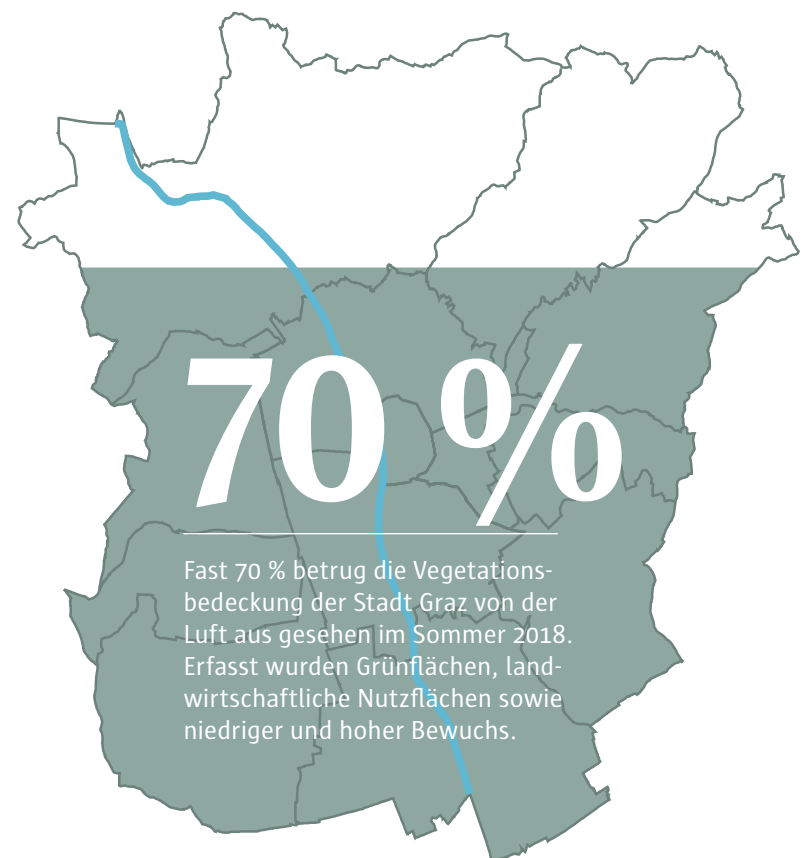 70 %
Fast 70 % betrug die Vegetations-
bedeckung der Stadt Graz von der
Luft aus gesehen im Sommer 2018.
Erfasst wurden Grünflächen, land-
wirtschaftliche Nutzflächen sowie
niedriger und hoher Bewuchs.